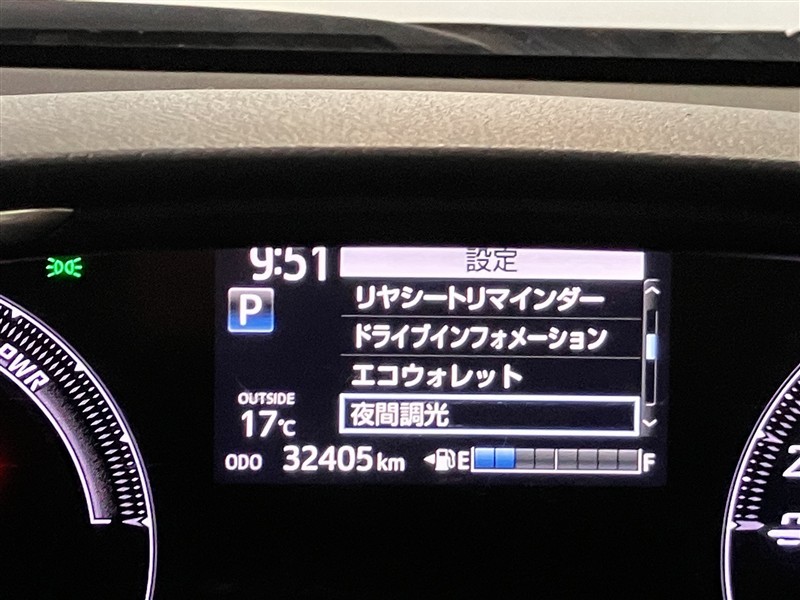 9:51
設定
P
リヤシートリマインダー
ドライブインフォメーション
エコウォレット
夜間調光
OUTSIDE
17℃
ODO 32405km E F
PWR
2